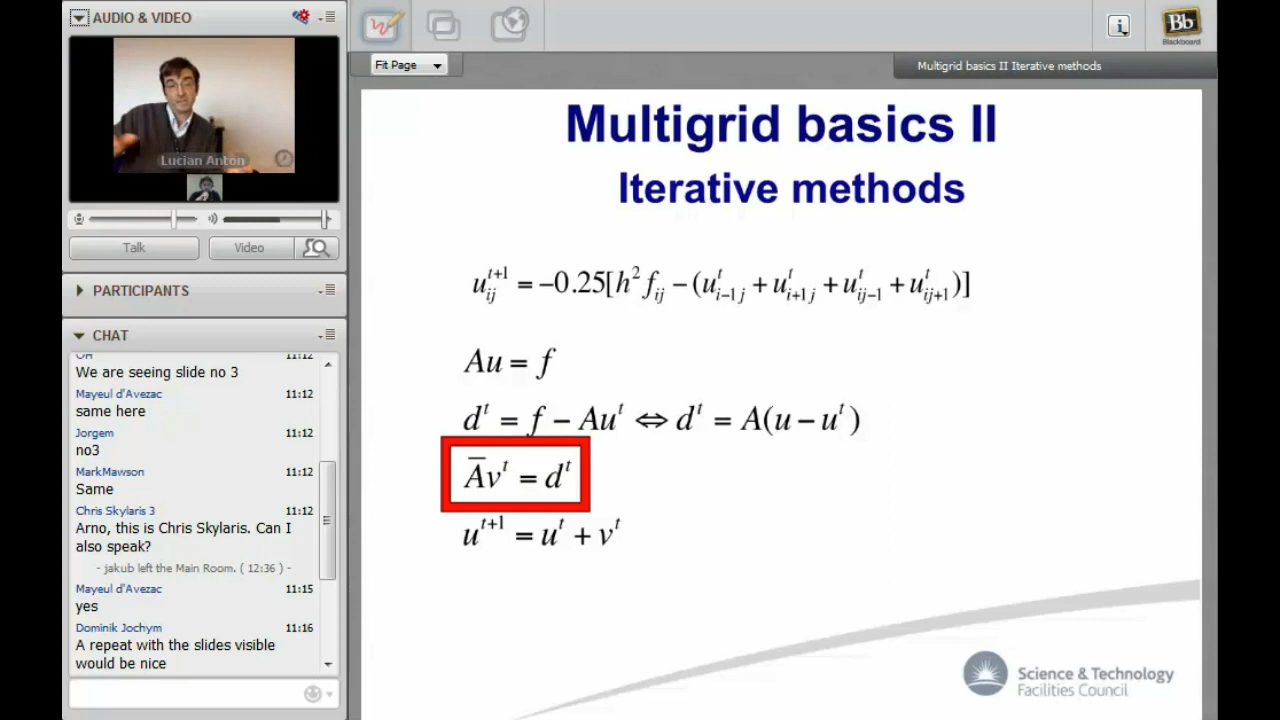 AUDIO & VIDEO
Lucian Anton
Talk
Video
PARTICIPANTS
CHAT
11:12
We are seeing slide no 3
Mayeul d'Avezac 11:12
same here
Jorgem 11:12
no3
MarkMawson 11:12
Same
Chris Skylaris 3 11:12
Arno, this is Chris Skylaris. Can I
also speak?
- jakub left the Main Room. ( 12:36 ) -
Mayeul d'Avezac 11:15
yes
Dominik Jochym 11:16
A repeat with the slides visible
would be nice
Bb
Blackboard
Fit Page
Multigrid basics II Iterative methods
Multigrid basics II
Iterative methods
u_{ij}^{t+1} = −0.25[h^2 f_{ij} − (u_{i−1j}^t + u_{i+1j}^t + u_{ij−1}^t + u_{ij+1}^t)]
Au = f
d^t = f − Au^t ⇔ d^t = A(u − u^t)
A̅v^t = d^t
u^{t+1} = u^t + v^t
Science & Technology
Facilities Council